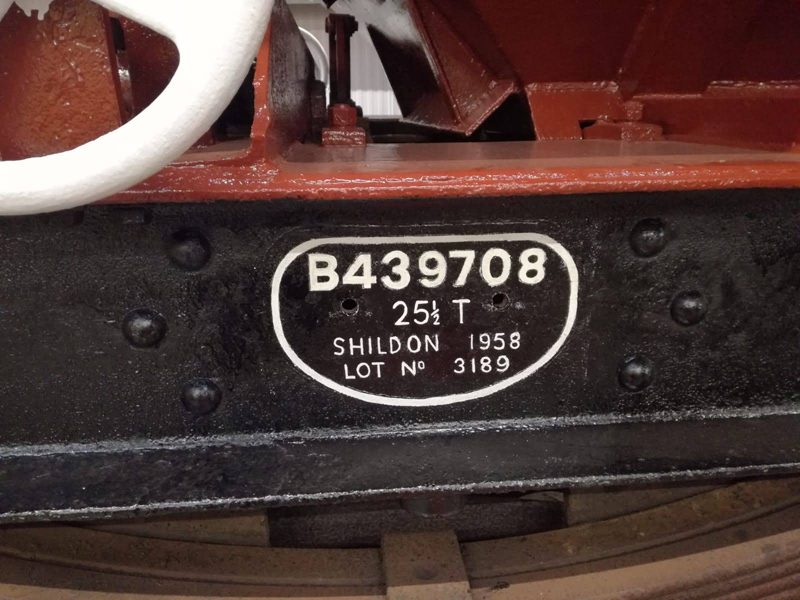 B439708
25½ T
SHILDON 1958
LOT Nº 3189